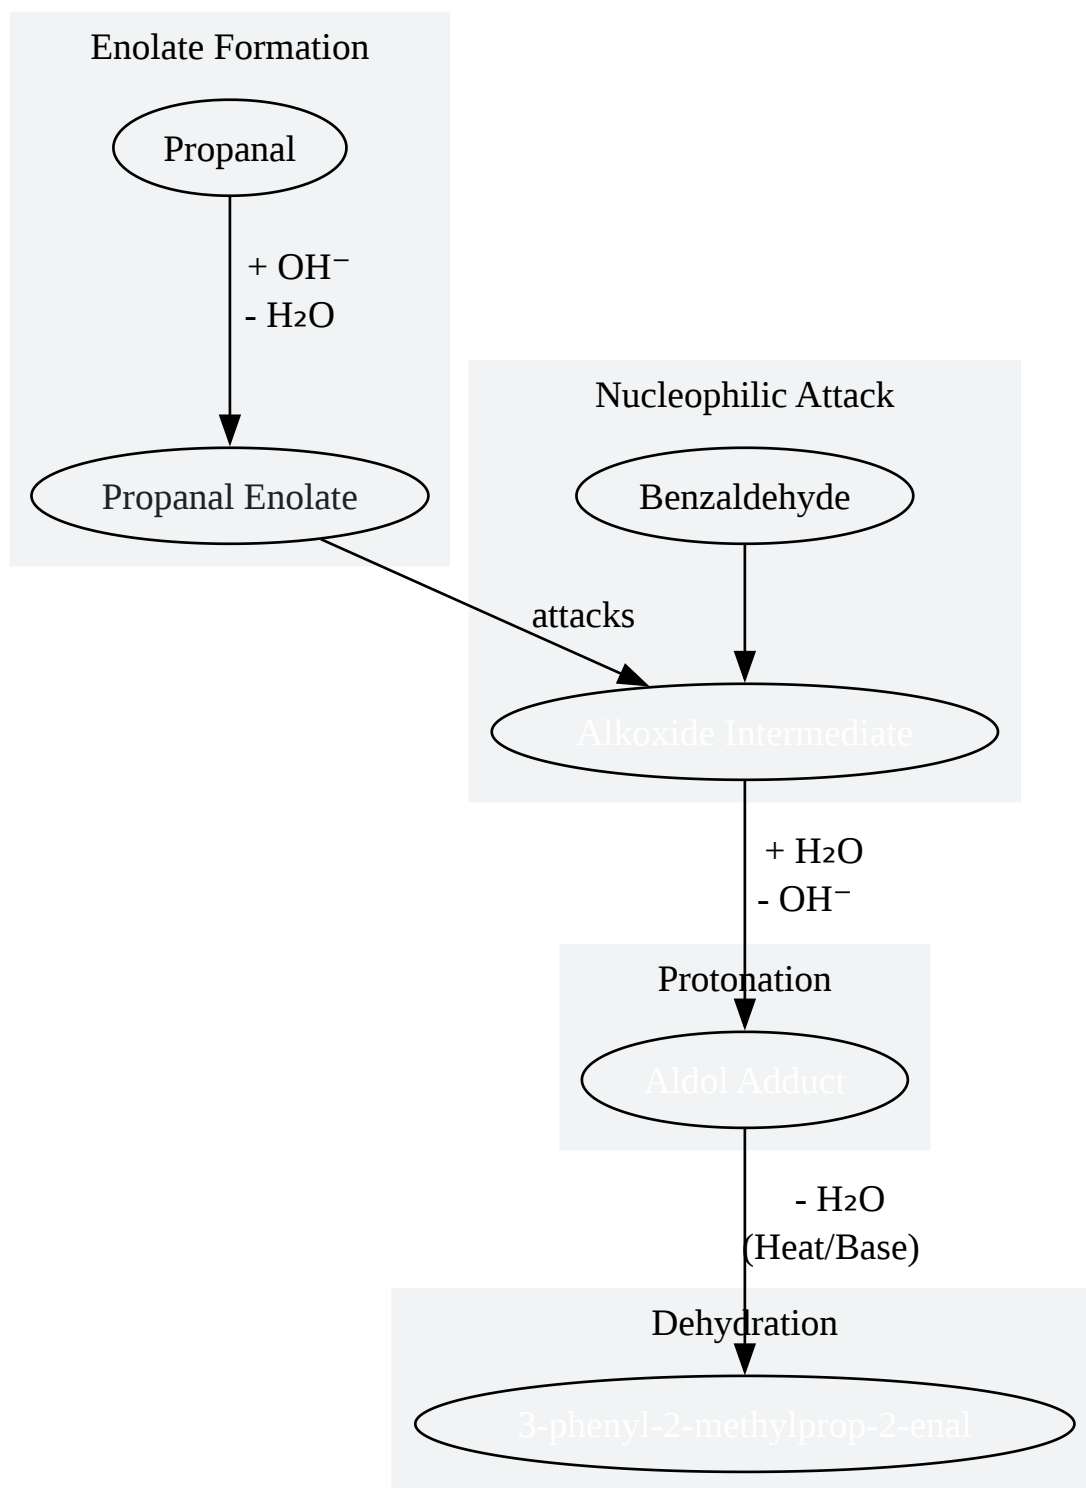 Enolate Formation
Propanal
+ OH⁻
- H₂O
Propanal Enolate
Nucleophilic Attack
Benzaldehyde
attacks
Alkoxide Intermediate
+ H₂O
- OH⁻
Protonation
Aldol Adduct
- H₂O
(Heat/Base)
Dehydration
3-phenyl-2-methylprop-2-enal